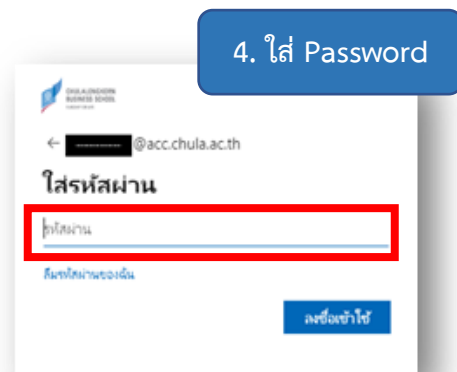 4. ใส่ Password
CHULALONGKORN
BUSINESS SCHOOL
← @acc.chula.ac.th
ใส่รหัสผ่าน
รหัสผ่าน
ลืมรหัสผ่านของฉัน
ลงชื่อเข้าใช้